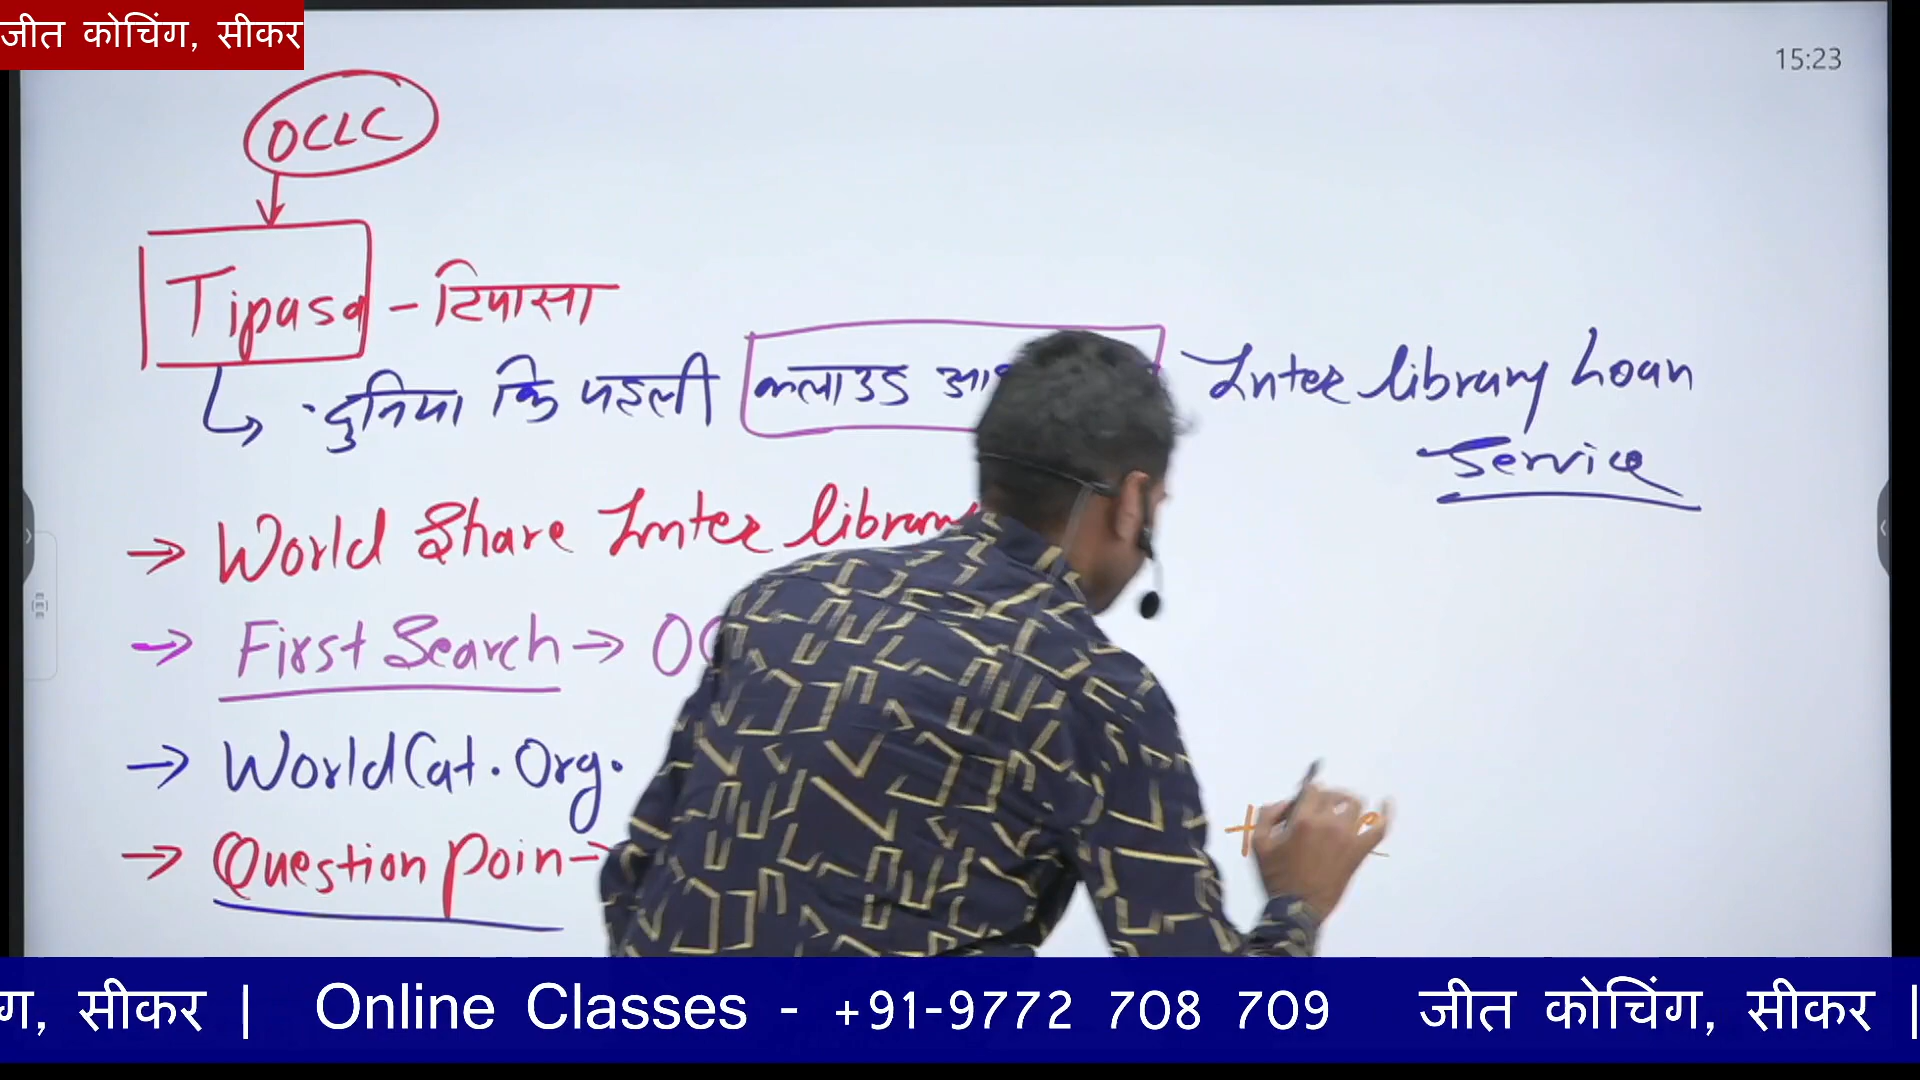 जीत कोचिंग, सीकर
15:23
OCLC
Tipasa - टिपासा
दुनिया कि पहली क्लाउड Inter library Loan
Service
→ World Share Inter library
→ First Search →
→ WorldCat.Org.
→ Question Poin
सीकर | Online Classes - +91-9772 708 709 जीत कोचिंग, सीकर |